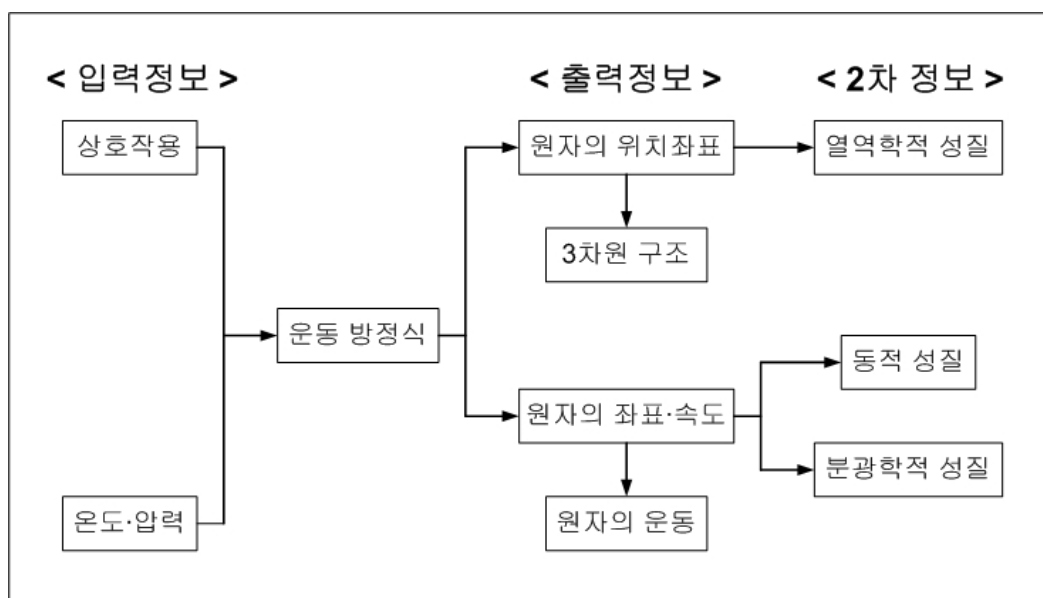 < 입력정보 >
< 출력정보 >
< 2차 정보 >
상호작용
원자의 위치좌표
열역학적 성질
3차원 구조
운동 방정식
동적 성질
원자의 좌표·속도
분광학적 성질
온도·압력
원자의 운동